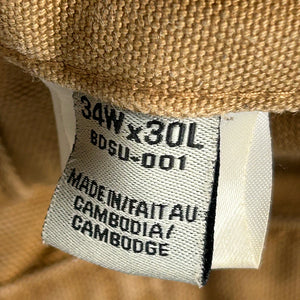 34W x 30L
BDSU-001
MADE IN/FAIT AU
CAMBODIA/
CAMBODGE